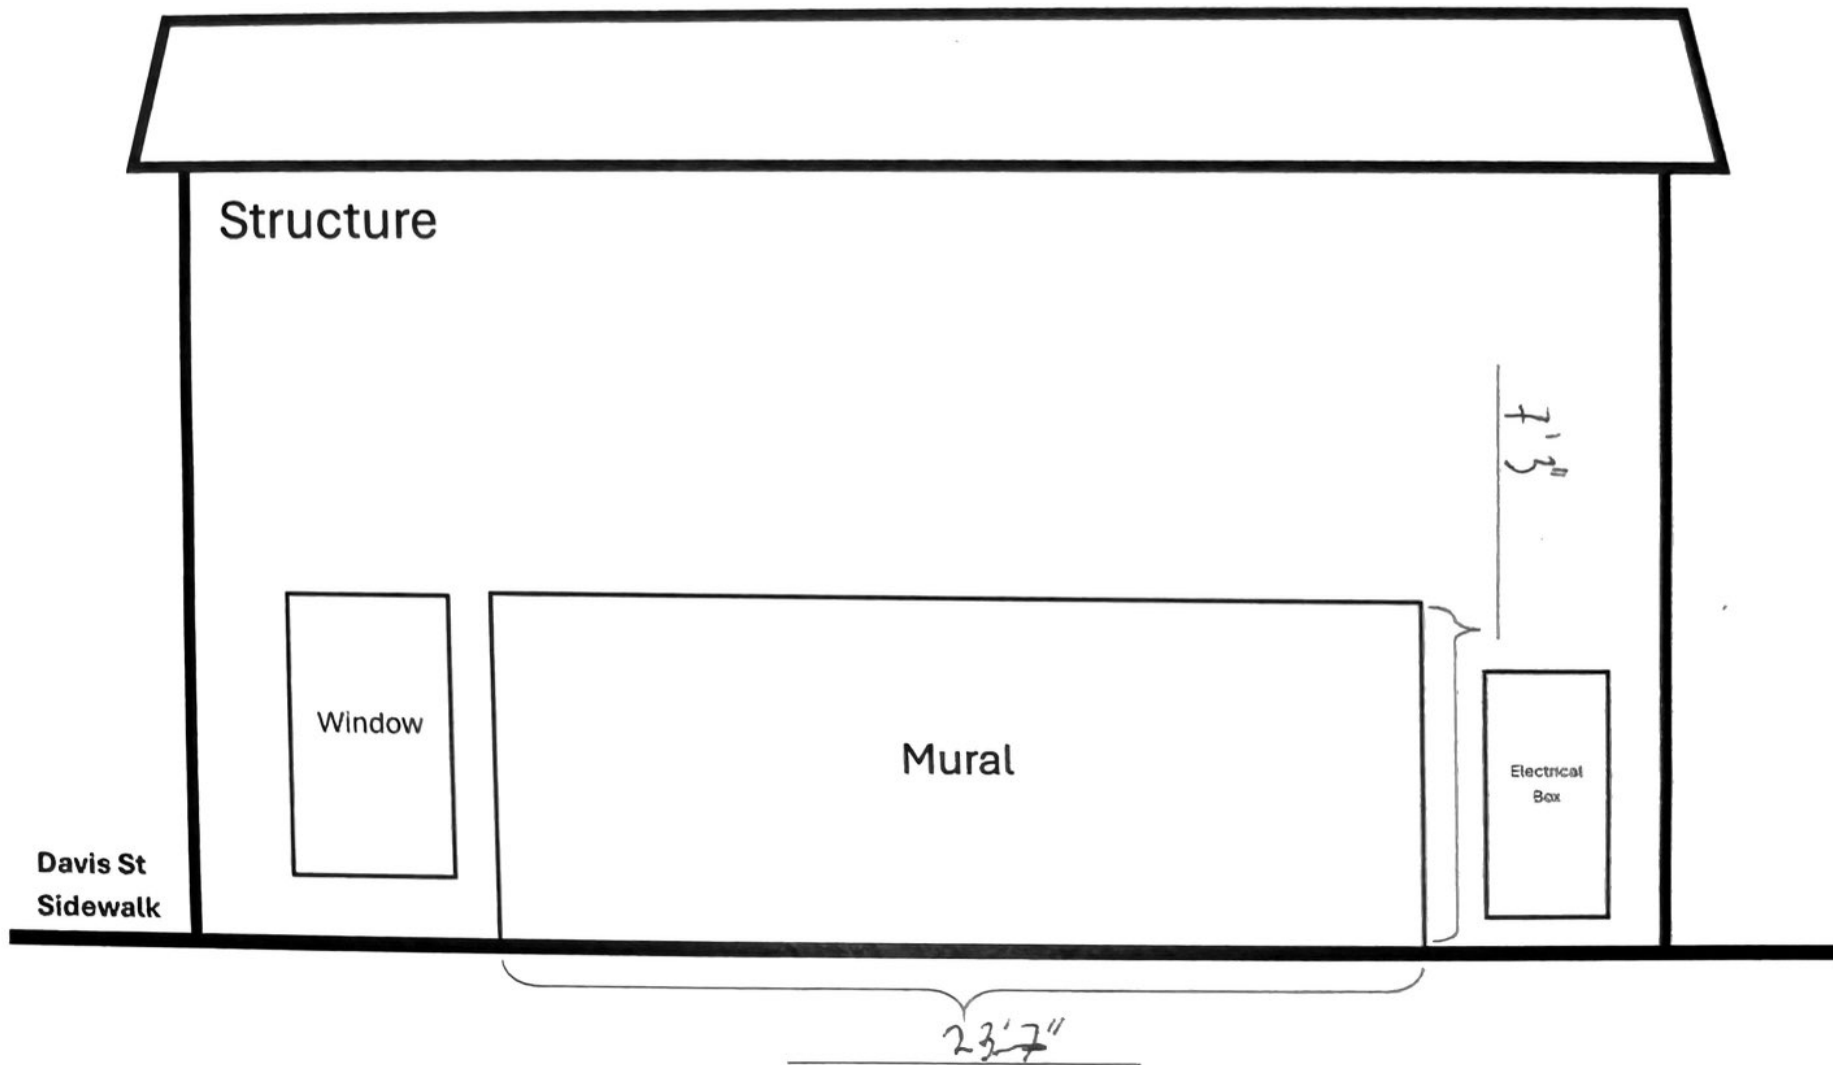 Structure
7'3"
Window
Mural
Electrical
Box
Davis St
Sidewalk
23'7"